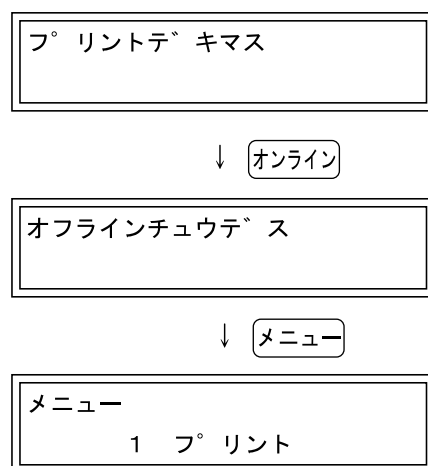 フ゜リントテ゛キマス
↓ オンライン
オフラインチュウテ゛ス
↓ メニュー
メニュー
1 フ゜リント